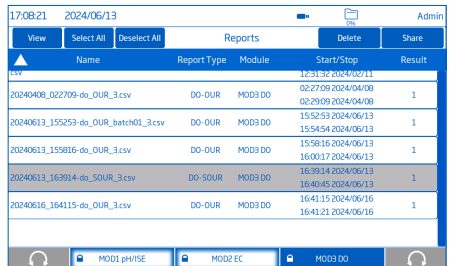 17:08:21 2024/06/13 0% Admin
View Select All Deselect All Reports Delete Share
Name Report Type Module Start/Stop Result
csv 12:31:32 2024/02/11
20240408_022709-do_OUR_3.csv DO-OUR MOD3 DO 02:27:09 2024/04/08 1
02:29:09 2024/04/08
20240613_155253-do_OUR_batch01_3.csv DO-OUR MOD3 DO 15:52:53 2024/06/13 1
15:54:54 2024/06/13
20240613_155816-do_OUR_3.csv DO-OUR MOD3 DO 15:58:16 2024/06/13 1
16:00:17 2024/06/13
20240613_163914-do_SOUR_3.csv DO-SOUR MOD3 DO 16:39:14 2024/06/13 1
16:40:45 2024/06/13
20240616_164115-do_OUR_3.csv DO-OUR MOD3 DO 16:41:15 2024/06/16 1
16:41:21 2024/06/16
MOD1 pH/ISE MOD2 EC MOD3 DO